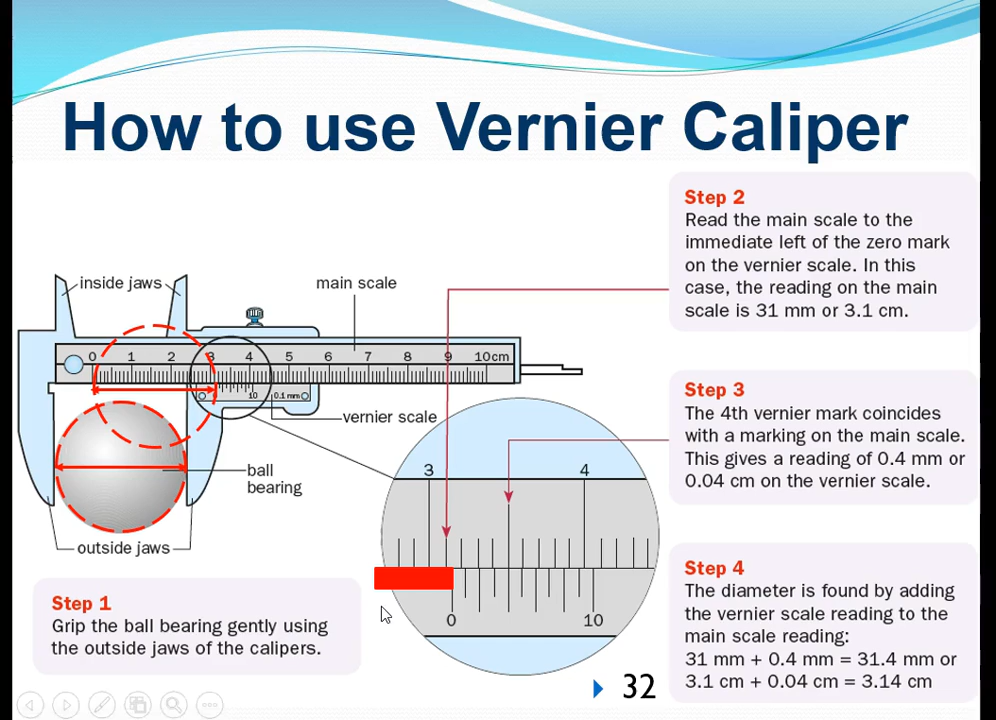 How to use Vernier Caliper
Step 2
Read the main scale to the
immediate left of the zero mark
on the vernier scale. In this
case, the reading on the main
scale is 31 mm or 3.1 cm.
inside jaws
main scale
0 1 2 3 4 5 6 7 8 9 10cm
10 0.1 mm
vernier scale
ball
bearing
outside jaws
3 4
0 10
Step 3
The 4th vernier mark coincides
with a marking on the main scale.
This gives a reading of 0.4 mm or
0.04 cm on the vernier scale.
Step 1
Grip the ball bearing gently using
the outside jaws of the calipers.
Step 4
The diameter is found by adding
the vernier scale reading to the
main scale reading:
31 mm + 0.4 mm = 31.4 mm or
3.1 cm + 0.04 cm = 3.14 cm
32